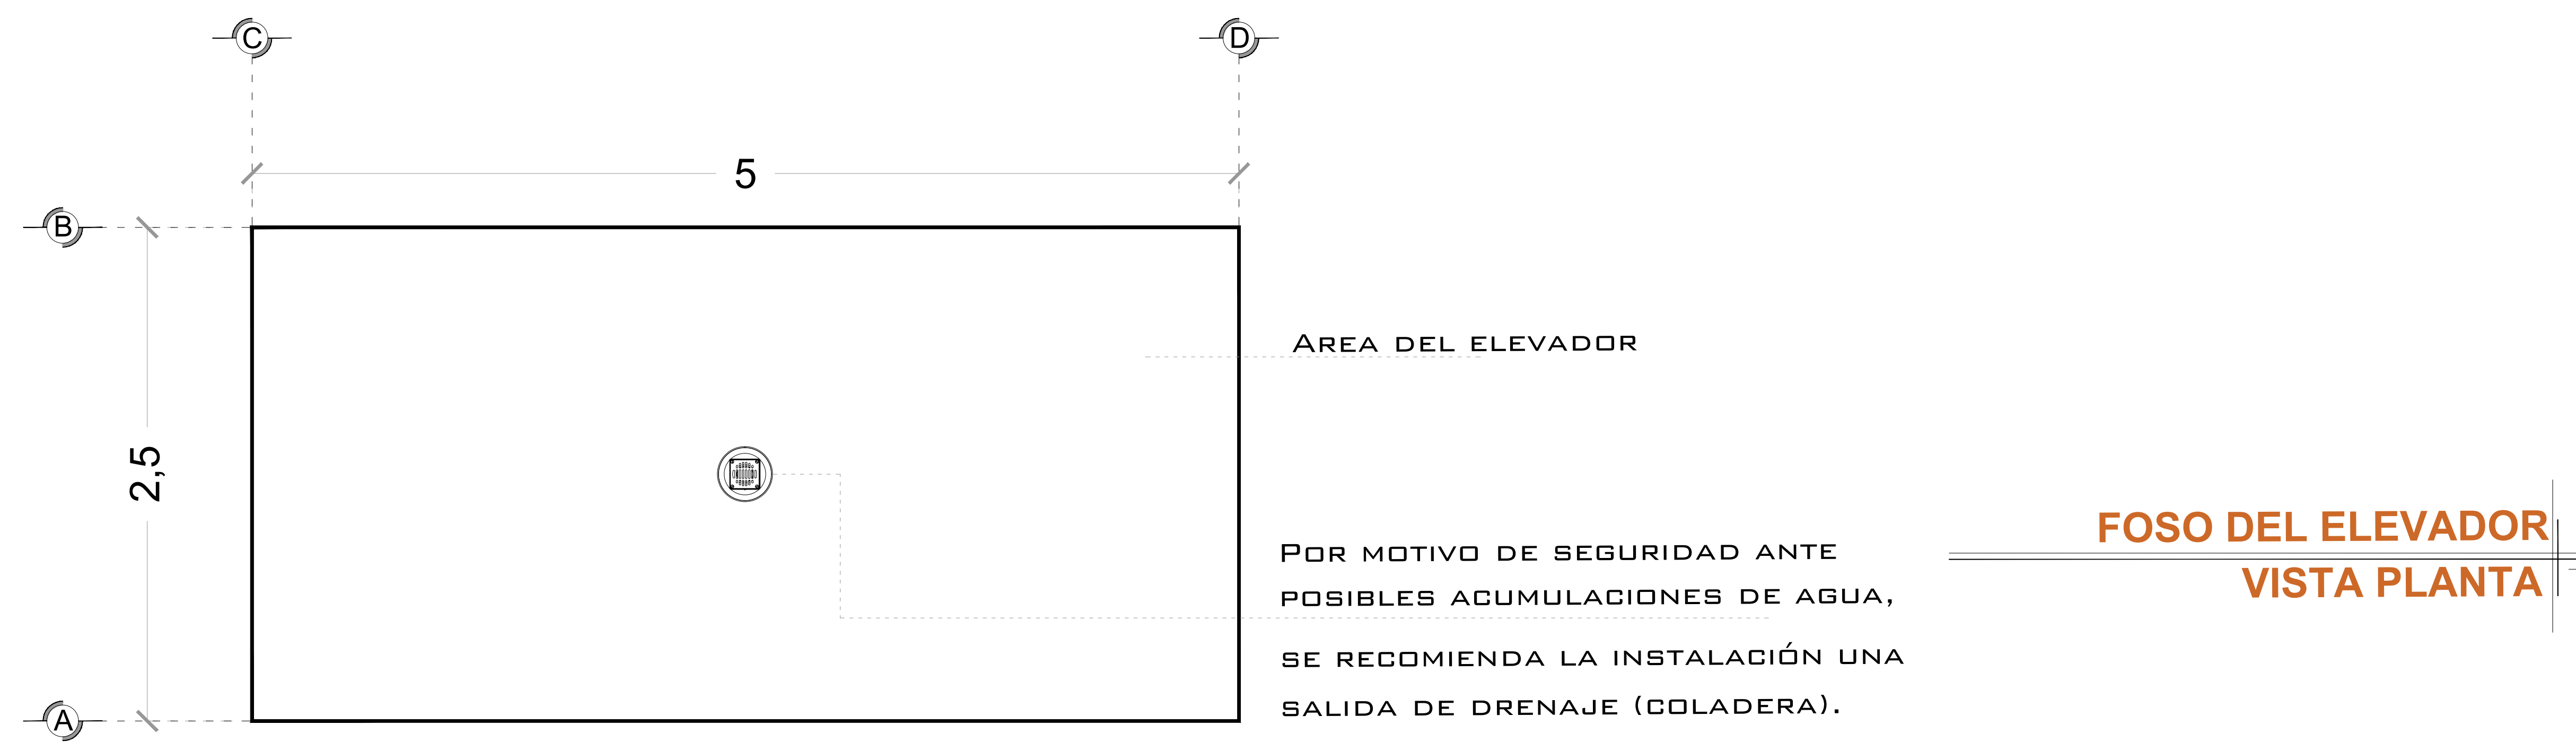 C
D
5
B
AREA DEL ELEVADOR
2,5
POR MOTIVO DE SEGURIDAD ANTE
POSIBLES ACUMULACIONES DE AGUA,
SE RECOMIENDA LA INSTALACIÓN UNA
SALIDA DE DRENAJE (COLADERA).
A
FOSO DEL ELEVADOR
VISTA PLANTA